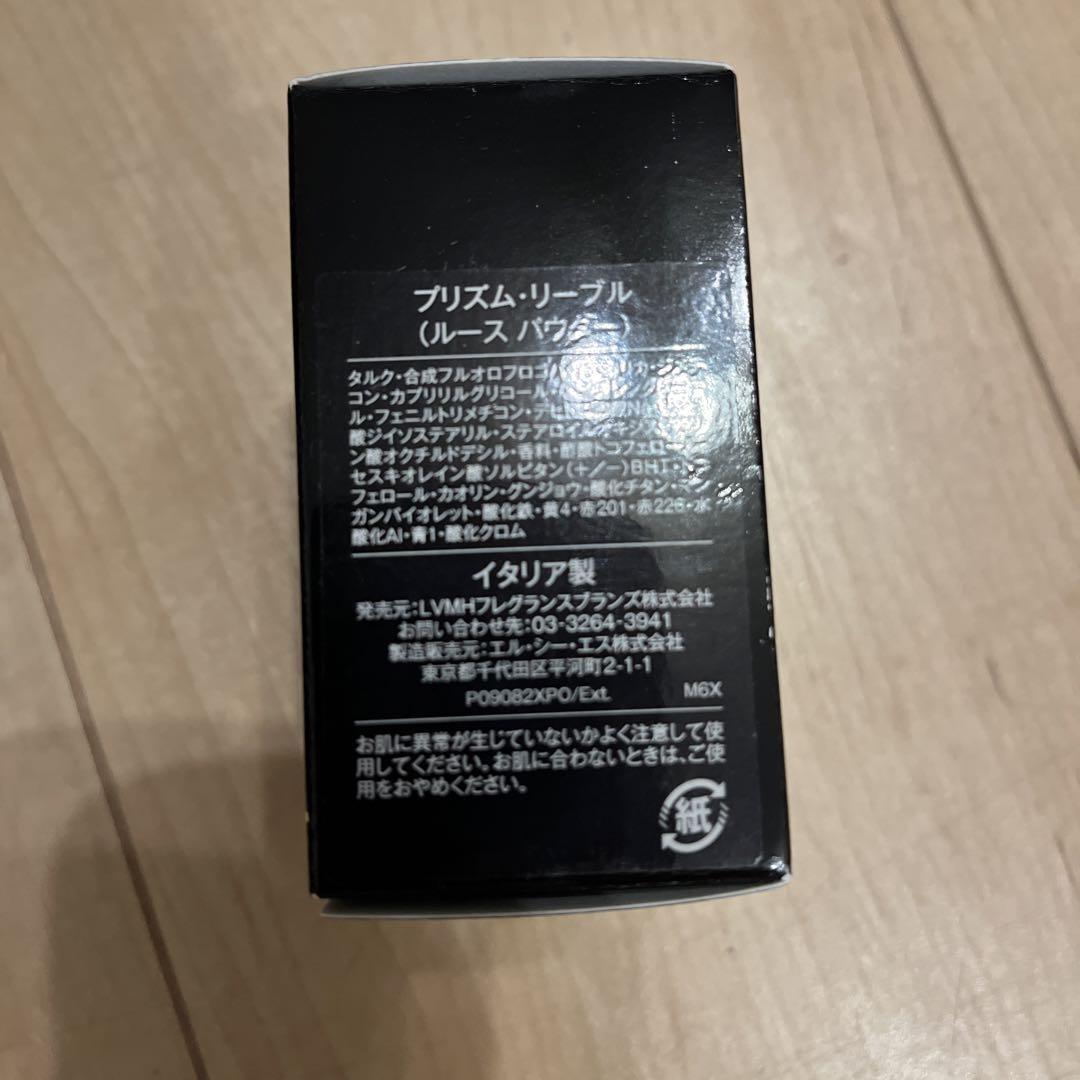 プリズム・リーブル
(ルース パウダー)
タルク・合成フルオロフロゴパイト・
コン・カプリリルグリコール・
ル・フェニルトリメチコン・
酸ジイソステアリル・ステアロイル
ン酸オクチルドデシル・香料・酢酸トコフェロール・
セスキオレイン酸ソルビタン(+/−)BHT・
フェロール・カオリン・グンジョウ・酸化チタン・マン
ガンバイオレット・酸化鉄・黄4・赤201・赤226・水
酸化Al・青1・酸化クロム
イタリア製
発売元:LVMHフレグランスブランズ株式会社
お問い合わせ先:03-3264-3941
製造販売元:エル・シー・エス株式会社
東京都千代田区平河町2-1-1
P09082XPO/Ext. M6X
お肌に異常が生じていないかよく注意して使
用してください。お肌に合わないときは、ご使
用をおやめください。
紙